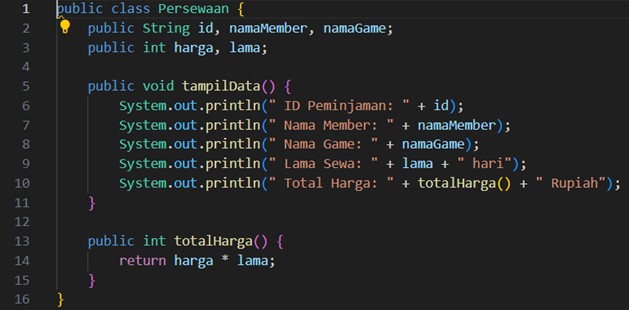 1 public class Persewaan {
2     public String id, namaMember, namaGame;
3     public int harga, lama;
4
5     public void tampilData() {
6         System.out.println(" ID Peminjaman: " + id);
7         System.out.println(" Nama Member: " + namaMember);
8         System.out.println(" Nama Game: " + namaGame);
9         System.out.println(" Lama Sewa: " + lama + " hari");
10         System.out.println(" Total Harga: " + totalHarga() + " Rupiah");
11     }
12
13     public int totalHarga() {
14         return harga * lama;
15     }
16 }